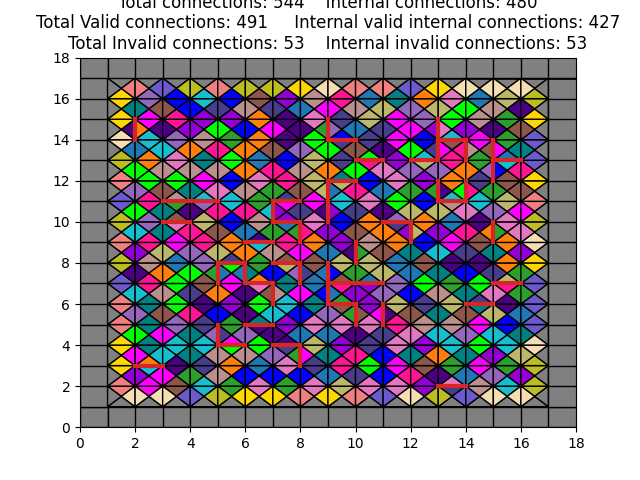 Total connections: 544    Internal connections: 480
Total Valid connections: 491    Internal valid internal connections: 427
Total Invalid connections: 53    Internal invalid connections: 53
18
16
14
12
10
8
6
4
2
0
0 2 4 6 8 10 12 14 16 18